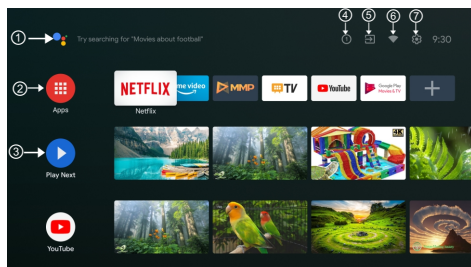 ① Try searching for "Movies about football" ④ ⑤ ⑥ ⑦ 9:30
② NETFLIX me video MMP TV YouTube Google Play Movies & TV
Apps Netflix
③ 4K
Play Next
YouTube